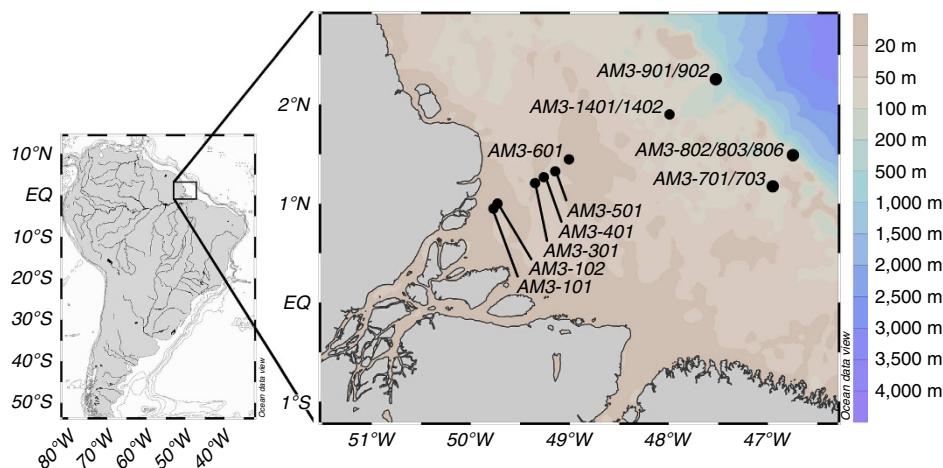 10°N
EQ
10°S
20°S
30°S
40°S
50°S
80°W
70°W
60°W
50°W
40°W
Ocean data view
2°N
1°N
EQ
1°S
51°W
50°W
49°W
48°W
47°W
AM3-901/902
AM3-1401/1402
AM3-802/803/806
AM3-701/703
AM3-601
AM3-501
AM3-401
AM3-301
AM3-102
AM3-101
Ocean data view
20 m
50 m
100 m
200 m
500 m
1,000 m
1,500 m
2,000 m
2,500 m
3,000 m
3,500 m
4,000 m